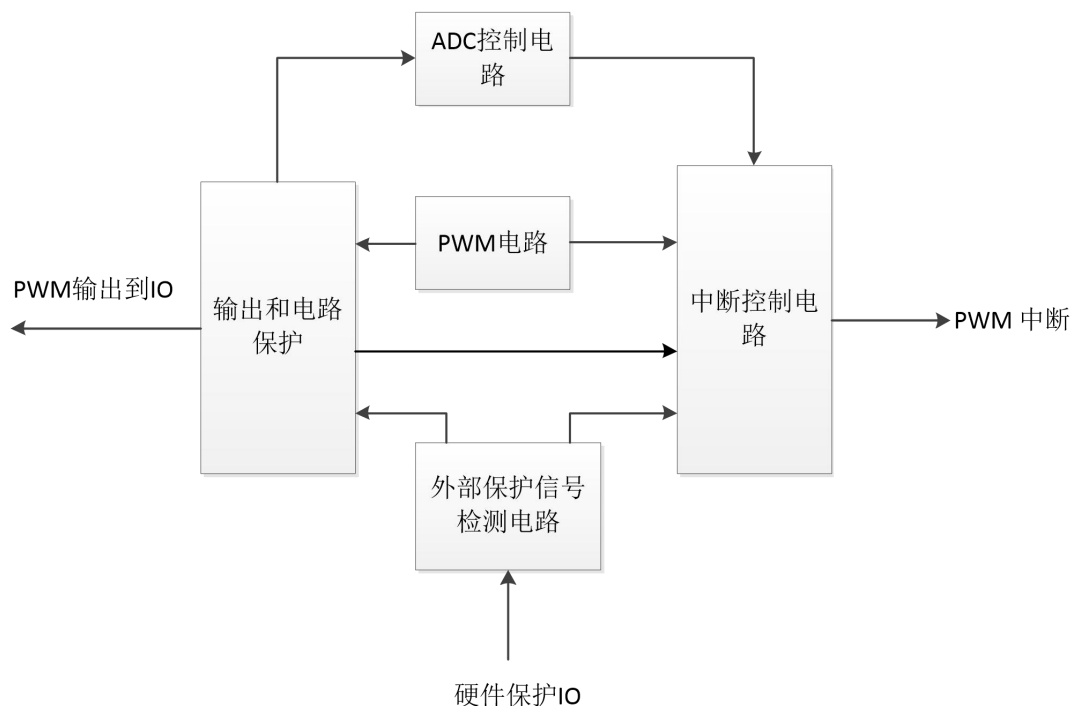 ADC控制电
路
PWM电路
PWM输出到IO
输出和电路
保护
中断控制电
路
PWM 中断
外部保护信号
检测电路
硬件保护IO